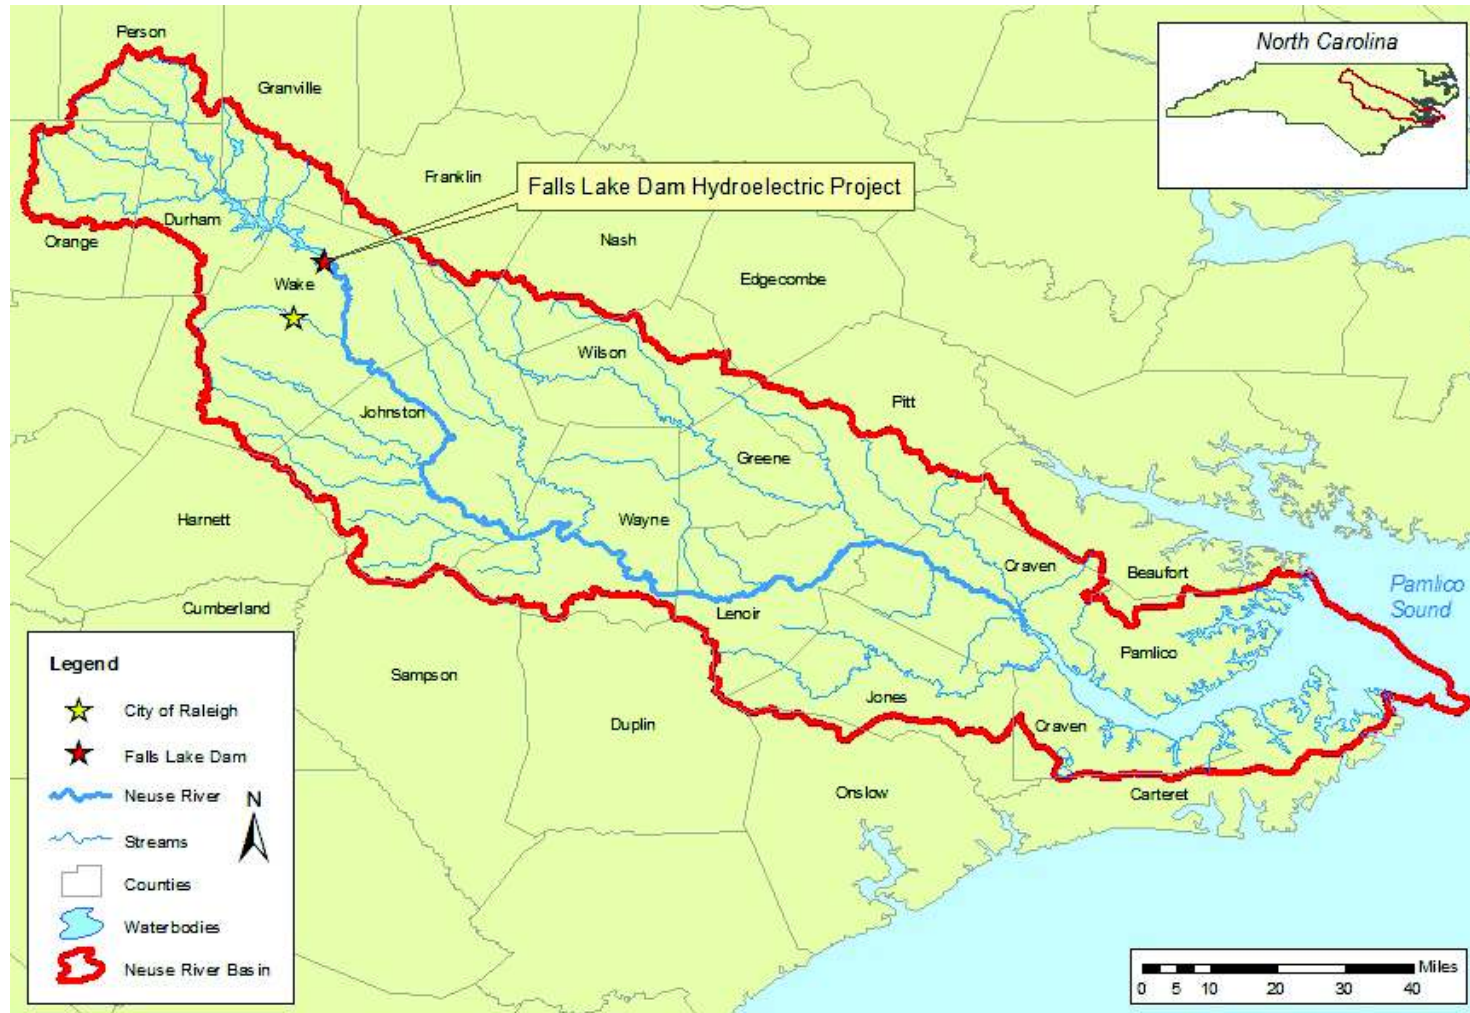 Person
North Carolina
Granville
Franklin
Falls Lake Dam Hydroelectric Project
Durham
Orange
Nash
Edgecombe
Wake
Wilson
Johnston
Pitt
Greene
Harnett
Wayne
Craven
Beaufort
Pamlico
Sound
Cumberland
Lenoir
Pamlico
Sampson
Jones
Duplin
Craven
Onslow
Carteret
Legend
City of Raleigh
Falls Lake Dam
Neuse River
N
Streams
Counties
Waterbodies
Neuse River Basin
Miles
0 5 10 20 30 40